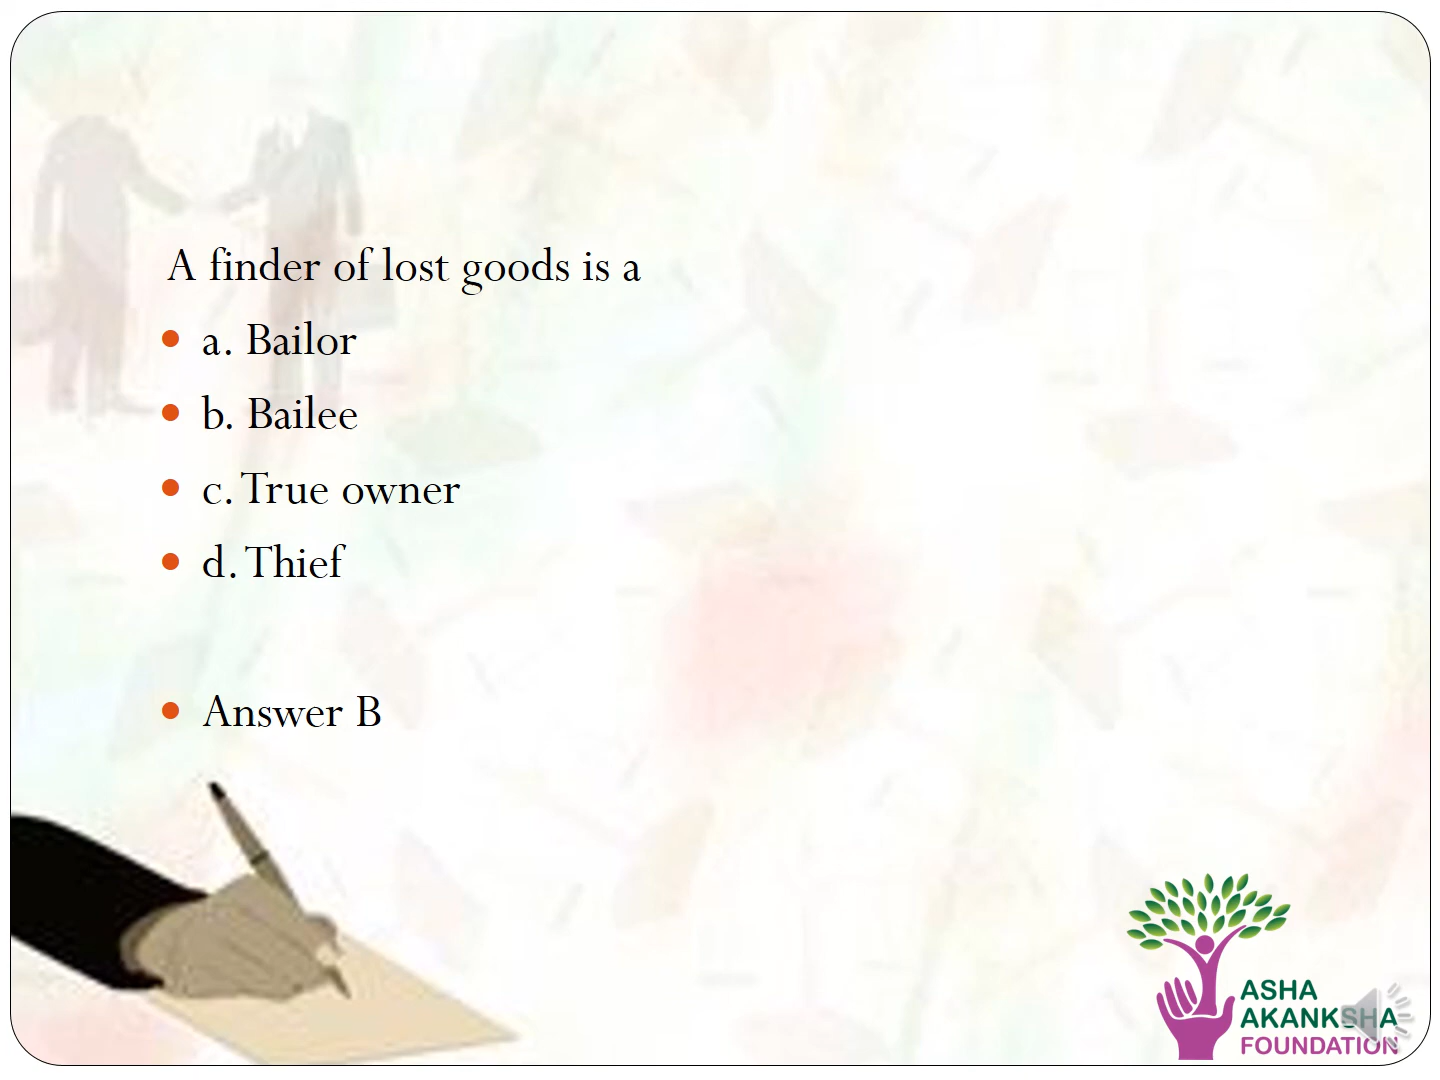 A finder of lost goods is a
a. Bailor
b. Bailee
c. True owner
d. Thief
Answer B
ASHA
AKANKSHA
FOUNDATION